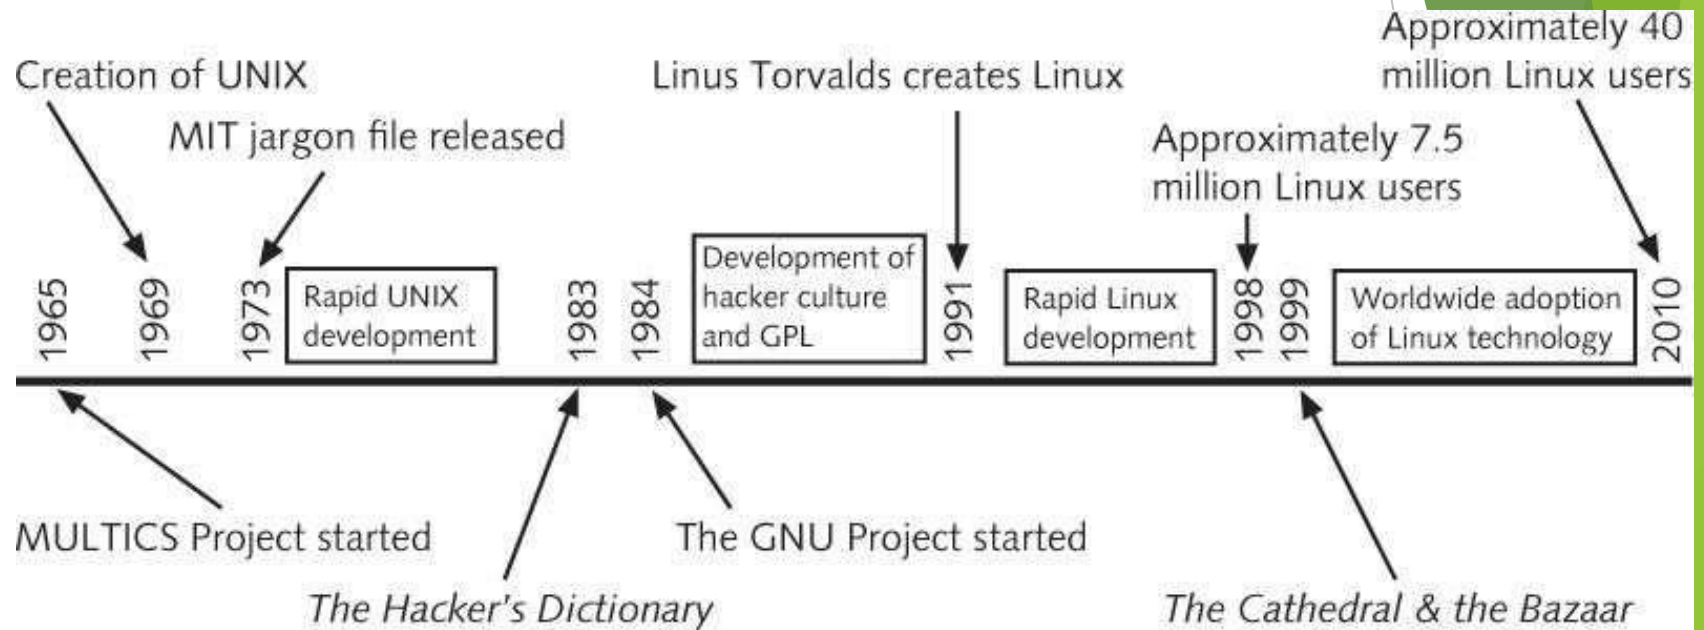 Approximately 40
million Linux users
Creation of UNIX
Linus Torvalds creates Linux
MIT jargon file released
Approximately 7.5
million Linux users
1965
1969
1973
Rapid UNIX
development
1983
1984
Development of
hacker culture
and GPL
1991
Rapid Linux
development
1998
1999
Worldwide adoption
of Linux technology
2010
MULTICS Project started
The GNU Project started
The Hacker's Dictionary
The Cathedral & the Bazaar